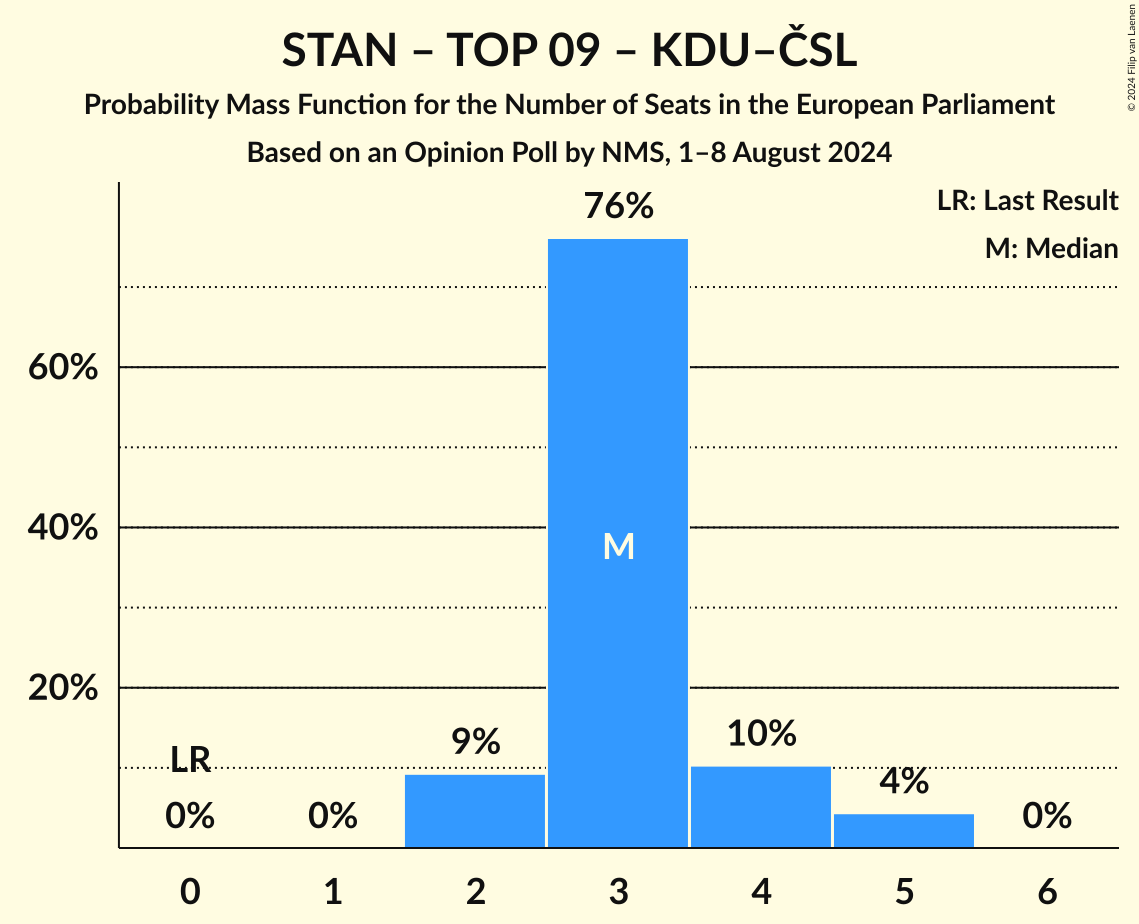 STAN – TOP 09 – KDU–ČSL
Probability Mass Function for the Number of Seats in the European Parliament
Based on an Opinion Poll by NMS, 1–8 August 2024
© 2024 Filip van Laenen
LR: Last Result
M: Median
76%
60%
40%
M
20%
LR
0%
0%
9%
10%
4%
0%
0 1 2 3 4 5 6